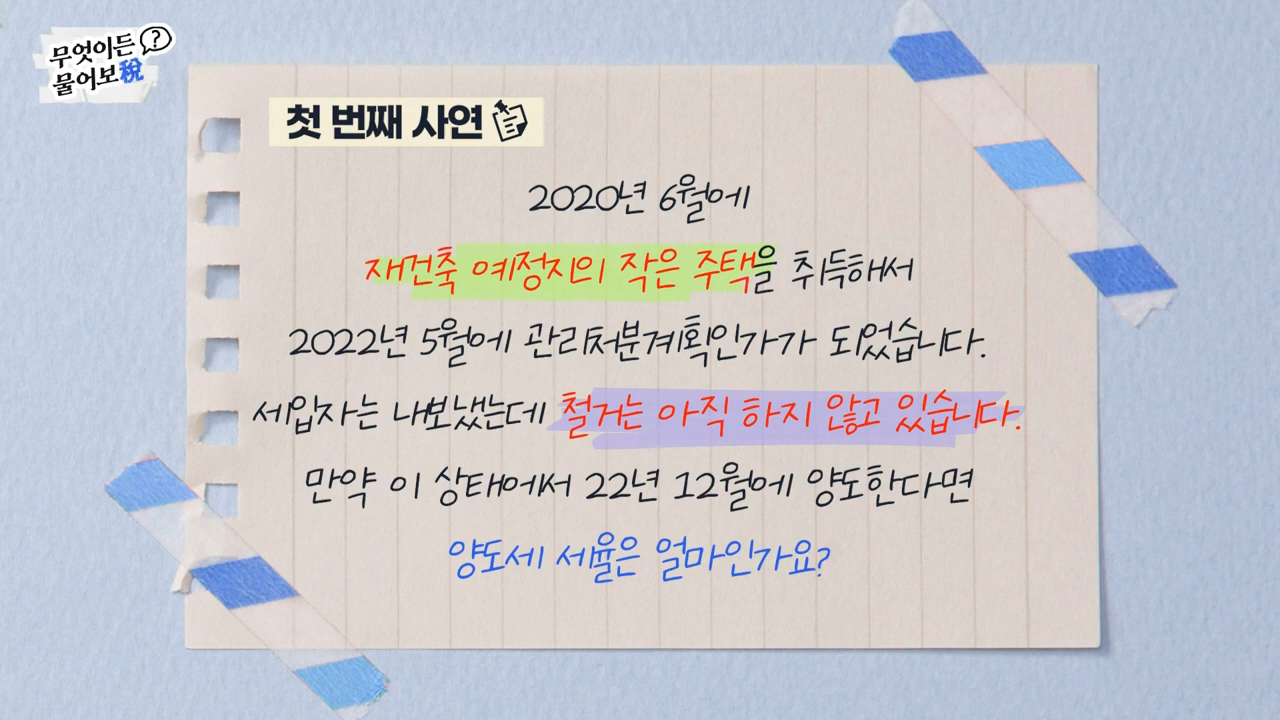 무엇이든
물어보稅
첫 번째 사연
2020년 6월에
재건축 예정지의 작은 주택을 취득해서
2022년 5월에 관리처분계획인가가 되었습니다.
세입자는 내보냈는데 철거는 아직 하지 않고 있습니다.
만약 이 상태에서 22년 12월에 양도한다면
양도세 세율은 얼마인가요?